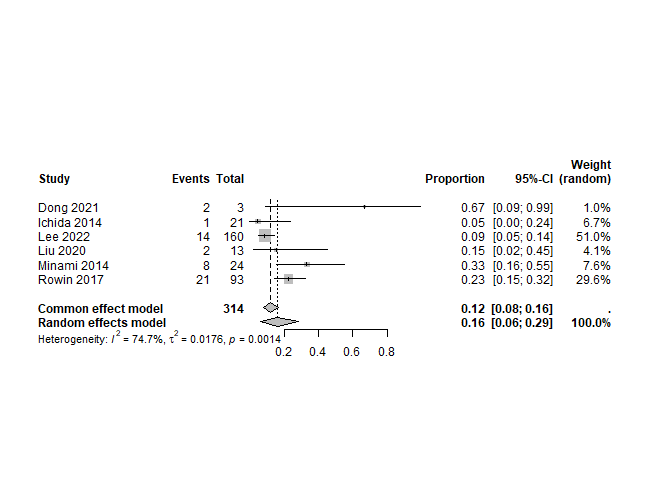 Weight
Study Events Total Proportion 95%-CI (random)
Dong 2021 2 3 0.67 [0.09; 0.99] 1.0%
Ichida 2014 1 21 0.05 [0.00; 0.24] 6.7%
Lee 2022 14 160 0.09 [0.05; 0.14] 51.0%
Liu 2020 2 13 0.15 [0.02; 0.45] 4.1%
Minami 2014 8 24 0.33 [0.16; 0.55] 7.6%
Rowin 2017 21 93 0.23 [0.15; 0.32] 29.6%
Common effect model 314 0.12 [0.08; 0.16] .
Random effects model 0.16 [0.06; 0.29] 100.0%
Heterogeneity: I² = 74.7%, τ² = 0.0176, p = 0.0014
0.2 0.4 0.6 0.8